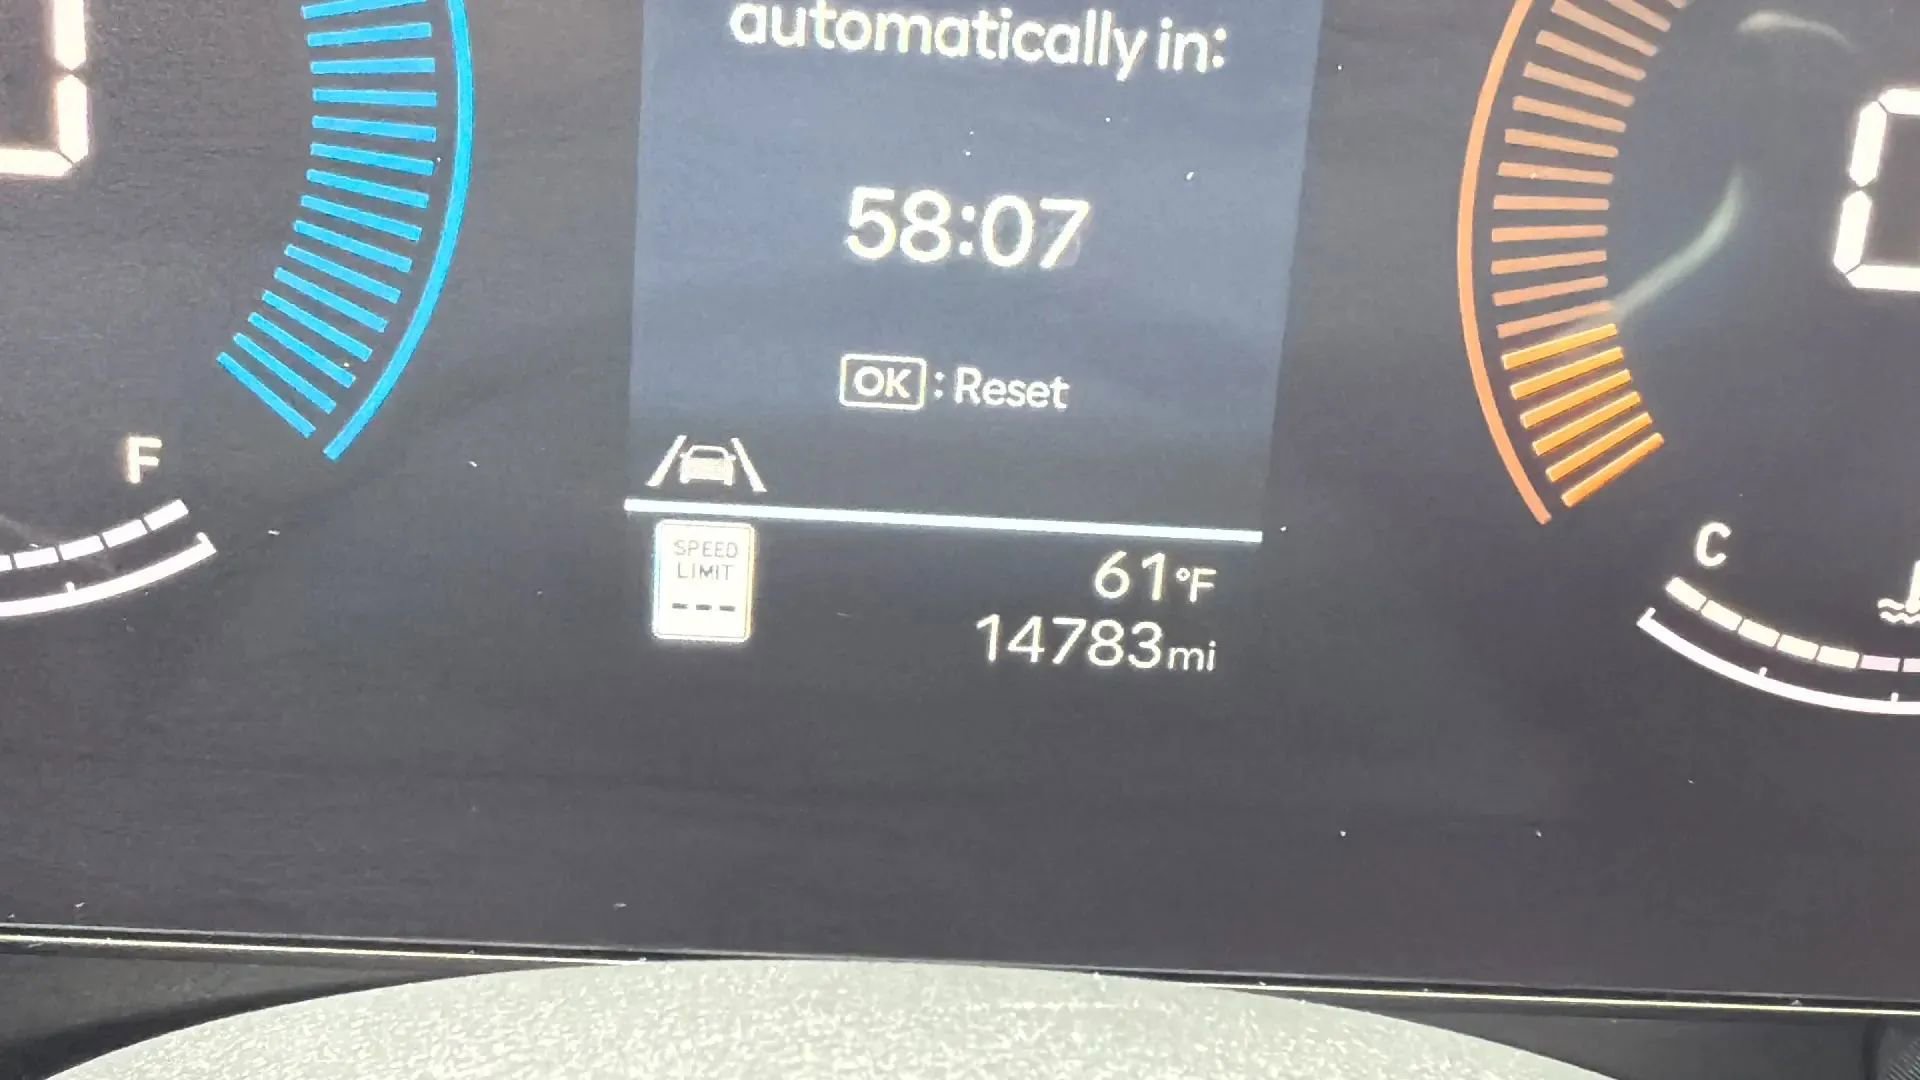 automatically in:
58:07
OK : Reset
F
SPEED
LIMIT
---
61°F
14783mi
C